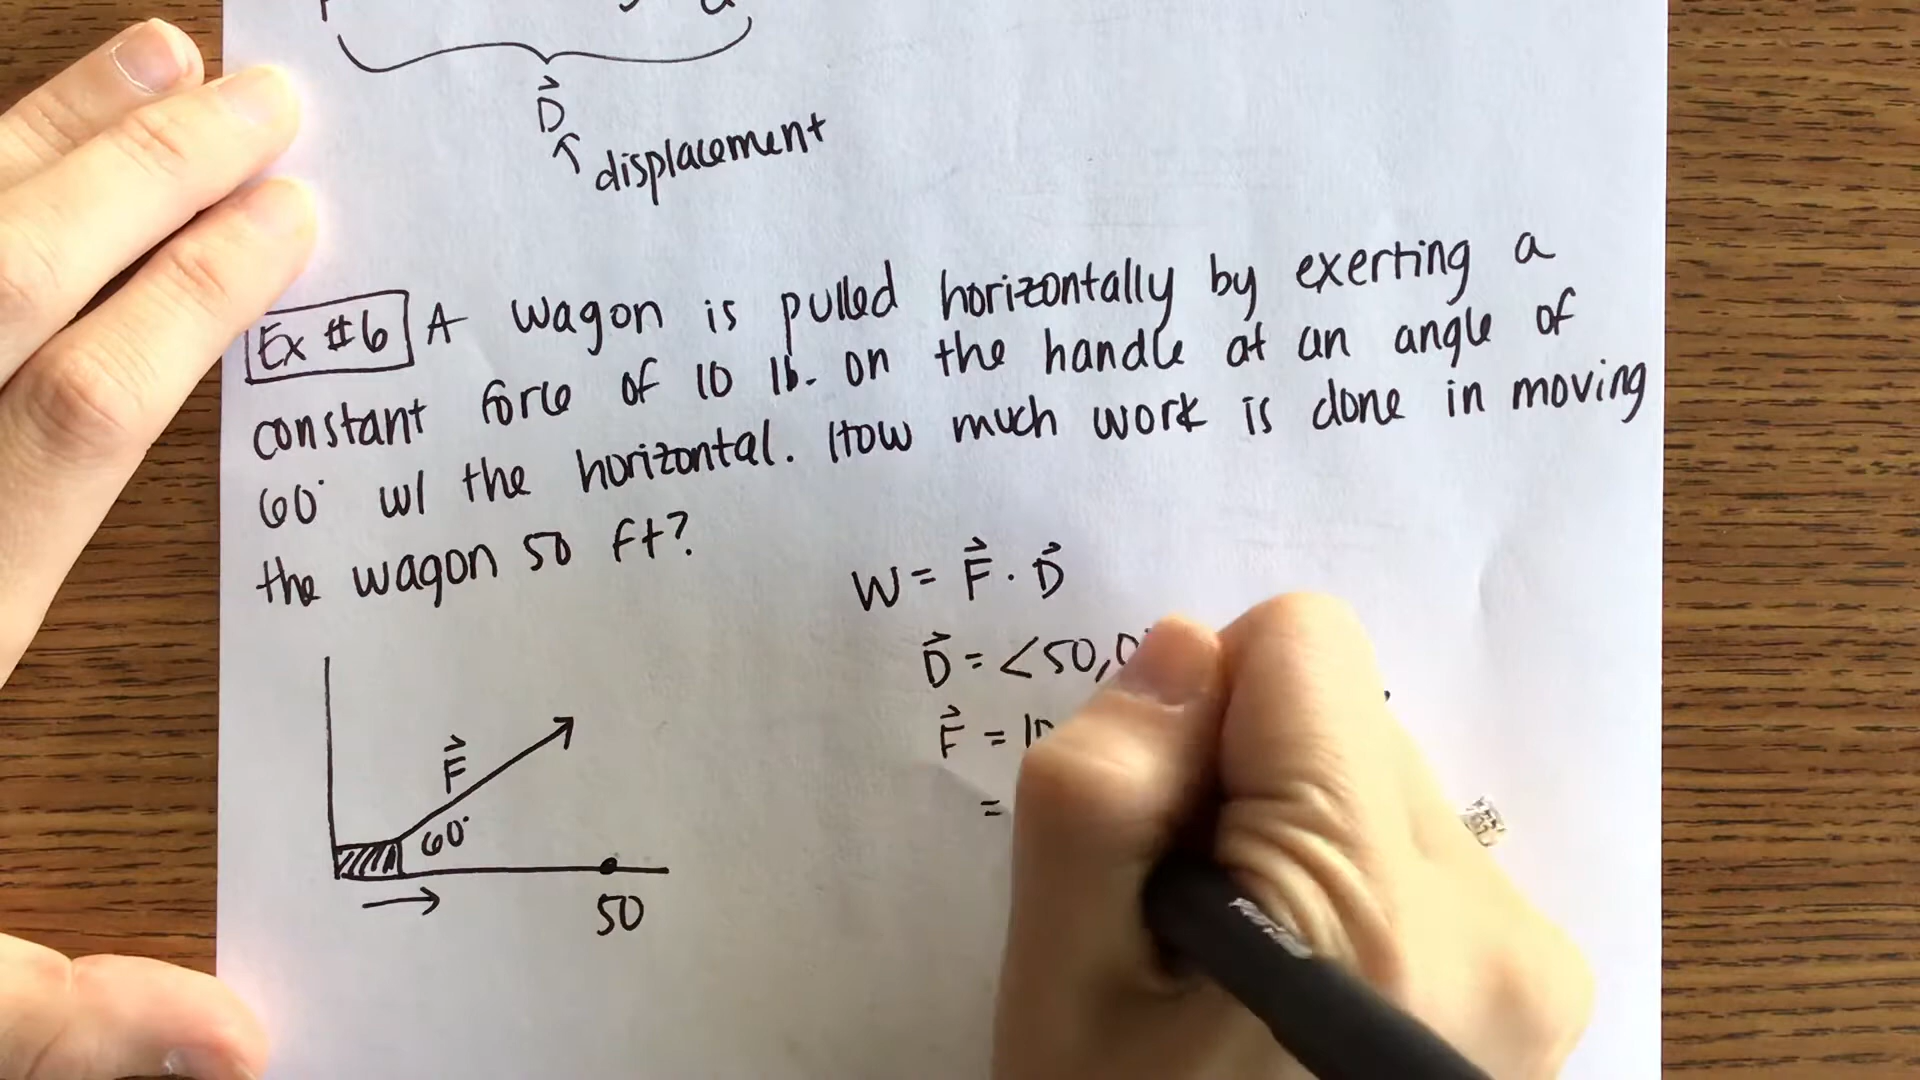 D
displacement
Ex #6 A wagon is pulled horizontally by exerting a
constant force of 10 lb. on the handle at an angle of
60° w/ the horizontal. How much work is done in moving
the wagon 50 ft?
W = F⃗ · D⃗
D⃗ = <50,0
F⃗ = 10
=
F⃗
60°
50